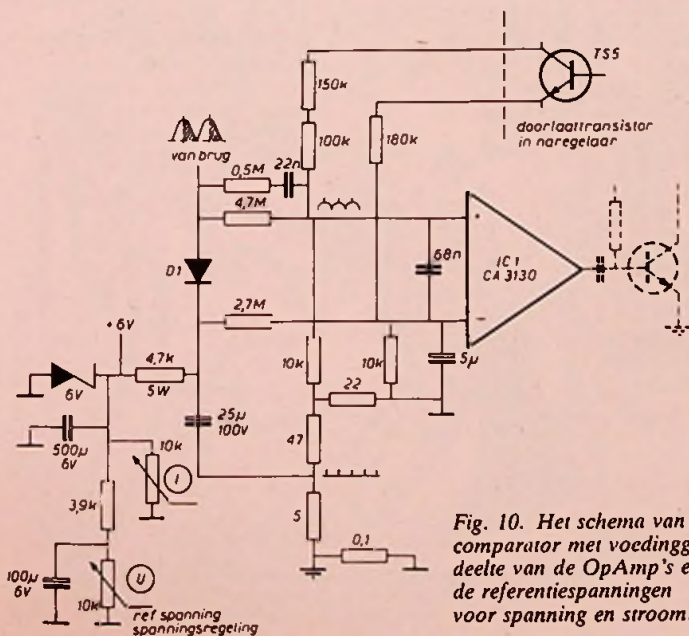 TS5
150k
doorlaattransistor
in naregelaar
100k
180k
van brug
22n
0,5M
4,7M
+
68n
IC 1
CA 3130
D1
2,7M
−
+6V
4,7k
5W
10k
10k
5µ
22
6V
25µ
100V
47
500µ
6V
10k
I
3,9k
5
0,1
100µ
6V
U
10k
ref spanning
spanningsregeling
Fig. 10. Het schema van
comparator met voedingg
deelte van de OpAmp's e
de referentiespanningen
voor spanning en stroom.